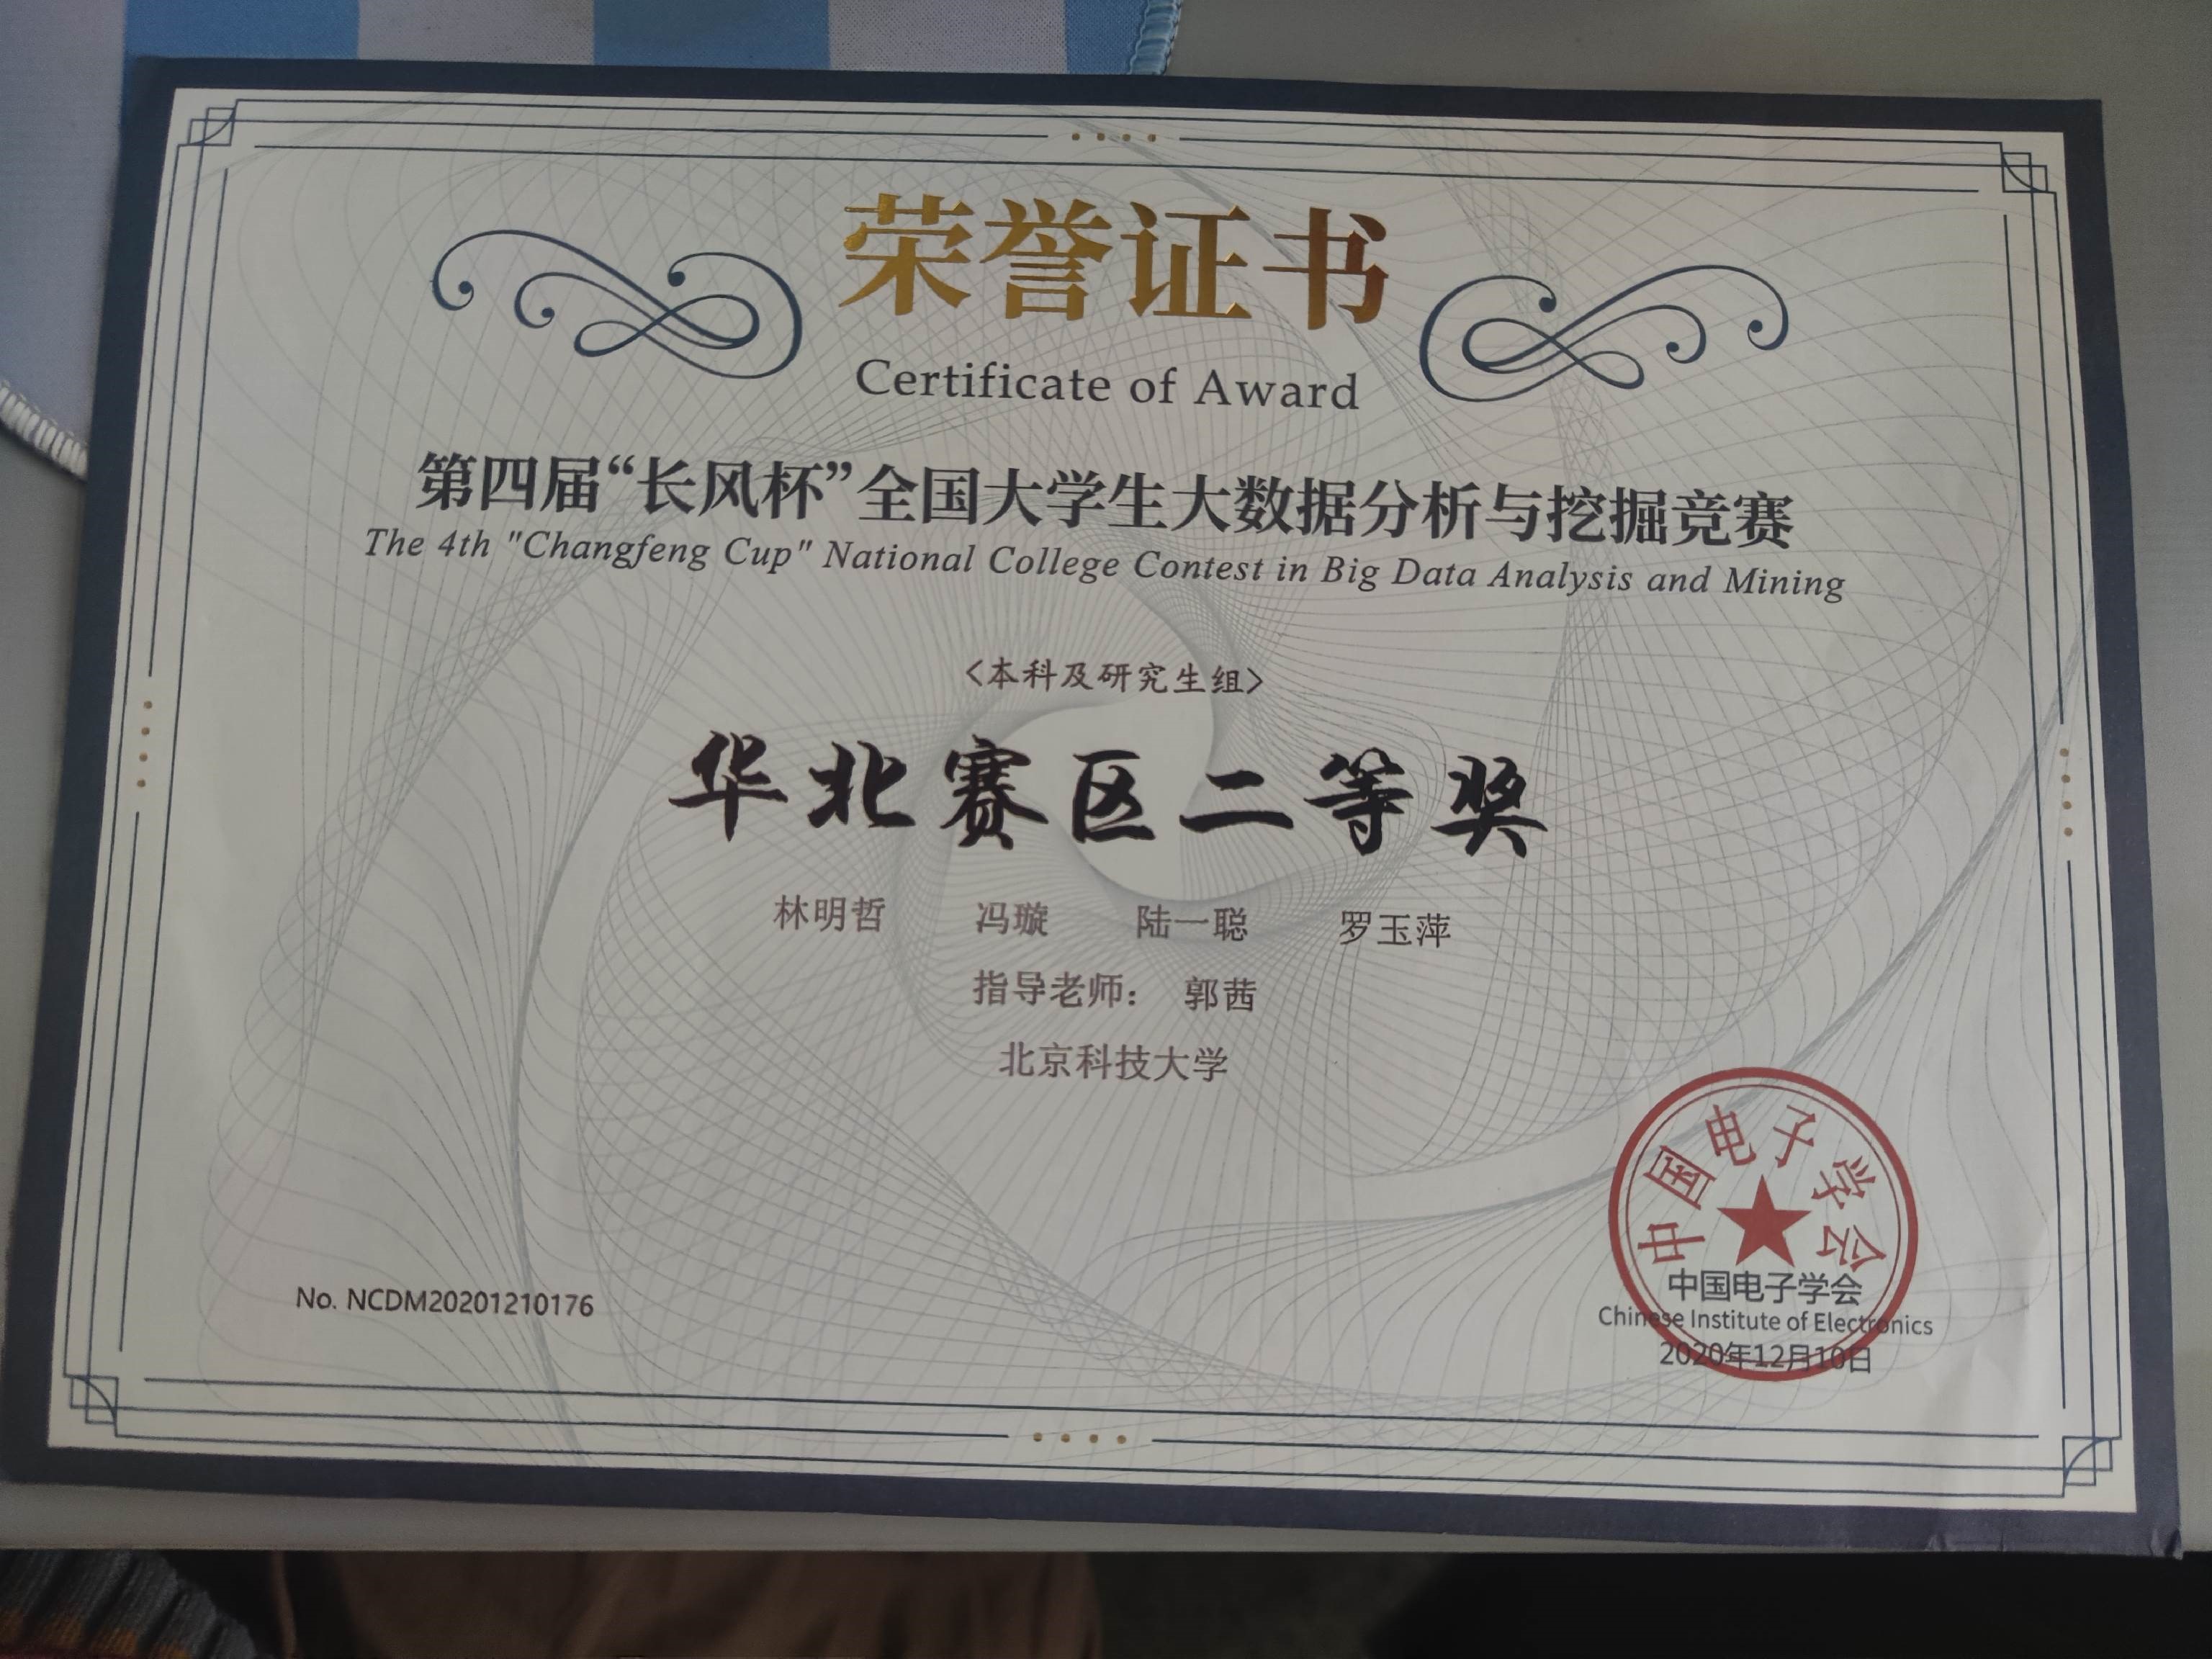 荣誉证书
Certificate of Award
第四届“长风杯”全国大学生大数据分析与挖掘竞赛
The 4th "Changfeng Cup" National College Contest in Big Data Analysis and Mining
<本科及研究生组>
华北赛区二等奖
林明哲 冯璇 陆一聪 罗玉萍
指导老师： 郭茜
北京科技大学
中国电子学会
No. NCDM20201210176
中国电子学会
Chinese Institute of Electronics
2020年12月10日